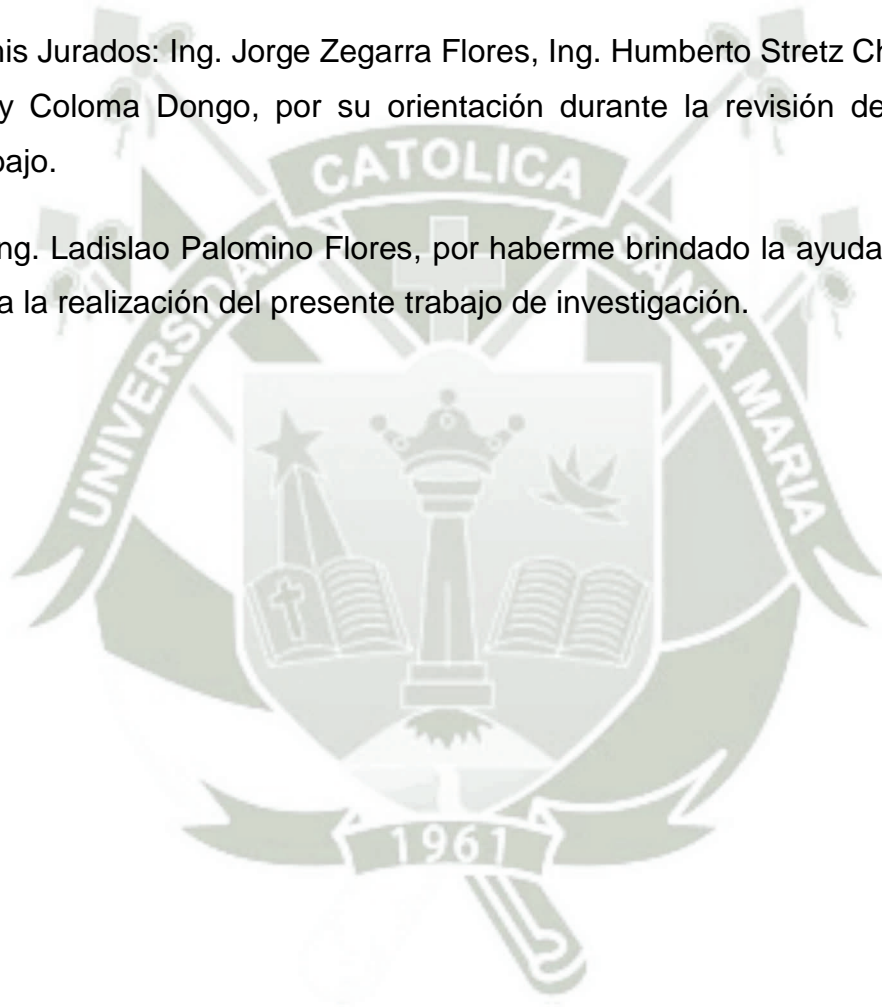 nis Jurados: Ing. Jorge Zegarra Flores, Ing. Humberto Stretz Ch
y Coloma Dongo, por su orientación durante la revisión de
bajo.
ng. Ladislao Palomino Flores, por haberme brindado la ayuda
a la realización del presente trabajo de investigación.
UNIVERSIDAD CATOLICA SANTA MARIA
1961